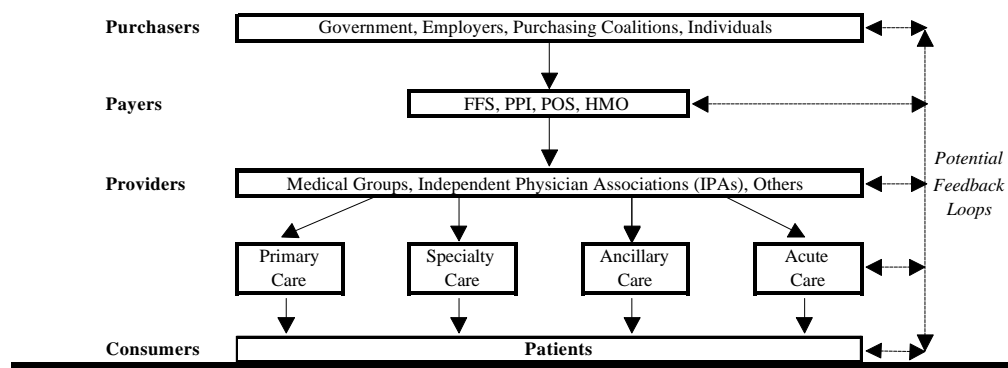 Purchasers
Government, Employers, Purchasing Coalitions, Individuals
Payers
FFS, PPI, POS, HMO
Potential
Feedback
Loops
Providers
Medical Groups, Independent Physician Associations (IPAs), Others
Primary
Care
Specialty
Care
Ancillary
Care
Acute
Care
Consumers
Patients